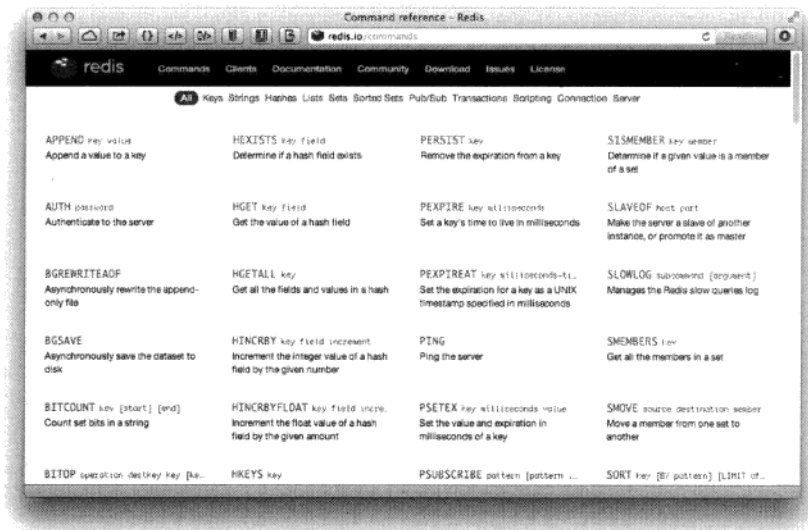 Command reference – Redis
redis.io/commands
redis Commands Clients Documentation Community Download Issues License
All Keys Strings Hashes Lists Sets Sorted Sets Pub/Sub Transactions Scripting Connection Server
APPEND key value
Append a value to a key
HEXISTS key field
Determine if a hash field exists
PERSIST key
Remove the expiration from a key
SISMEMBER key member
Determine if a given value is a member
of a set
AUTH password
Authenticate to the server
HGET key field
Get the value of a hash field
PEXPIRE key milliseconds
Set a key's time to live in milliseconds
SLAVEOF host port
Make the server a slave of another
instance, or promote it as master
BGREWRITEAOF
Asynchronously rewrite the append-
only file
HGETALL key
Get all the fields and values in a hash
PEXPIREAT key milliseconds-ti…
Set the expiration for a key as a UNIX
timestamp specified in milliseconds
SLOWLOG subcommand [argument]
Manages the Redis slow queries log
BGSAVE
Asynchronously save the dataset to
disk
HINCRBY key field increment
Increment the integer value of a hash
field by the given number
PING
Ping the server
SMEMBERS key
Get all the members in a set
BITCOUNT key [start] [end]
Count set bits in a string
HINCRBYFLOAT key field incre…
Increment the float value of a hash
field by the given amount
PSETEX key milliseconds value
Set the value and expiration in
milliseconds of a key
SMOVE source destination member
Move a member from one set to
another
BITOP operation destkey key [ke…
HKEYS key
PSUBSCRIBE pattern [pattern …
SORT key [BY pattern] [LIMIT of…